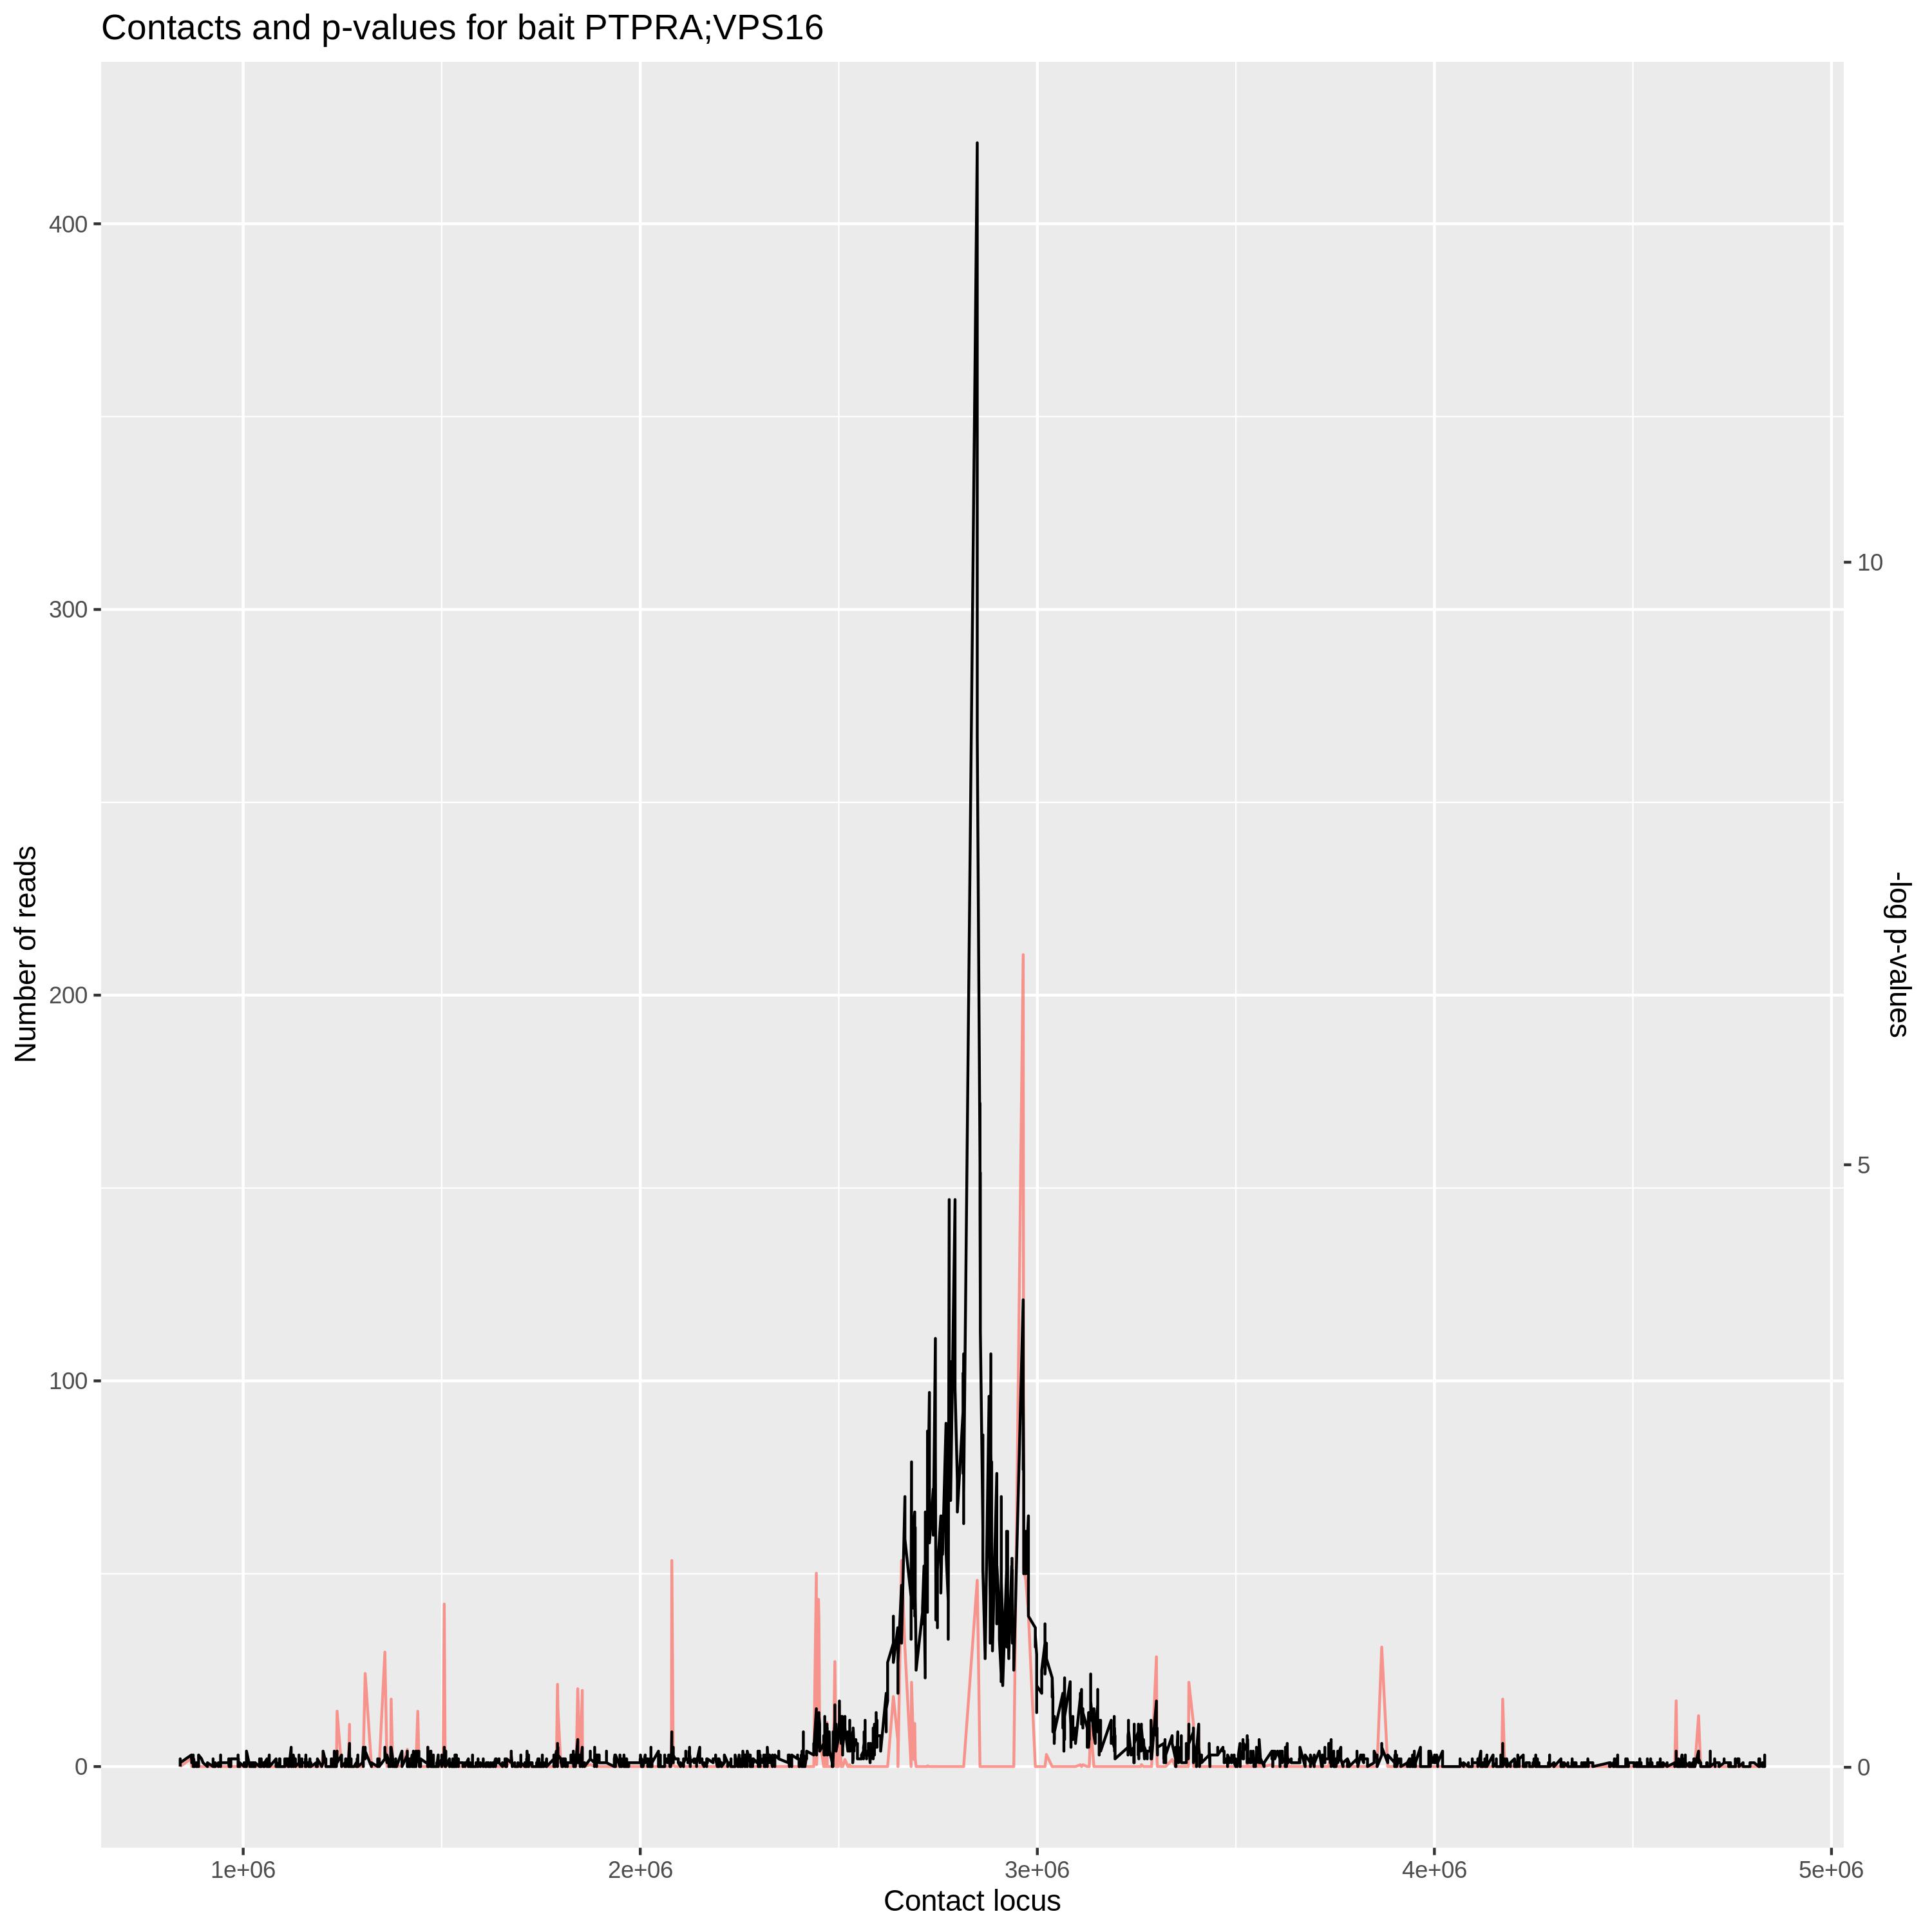 Contacts and p-values for bait PTPRA;VPS16
Number of reads
400
300
200
100
0
10
5
0
-log p-values
1e+06
2e+06
3e+06
4e+06
5e+06
Contact locus